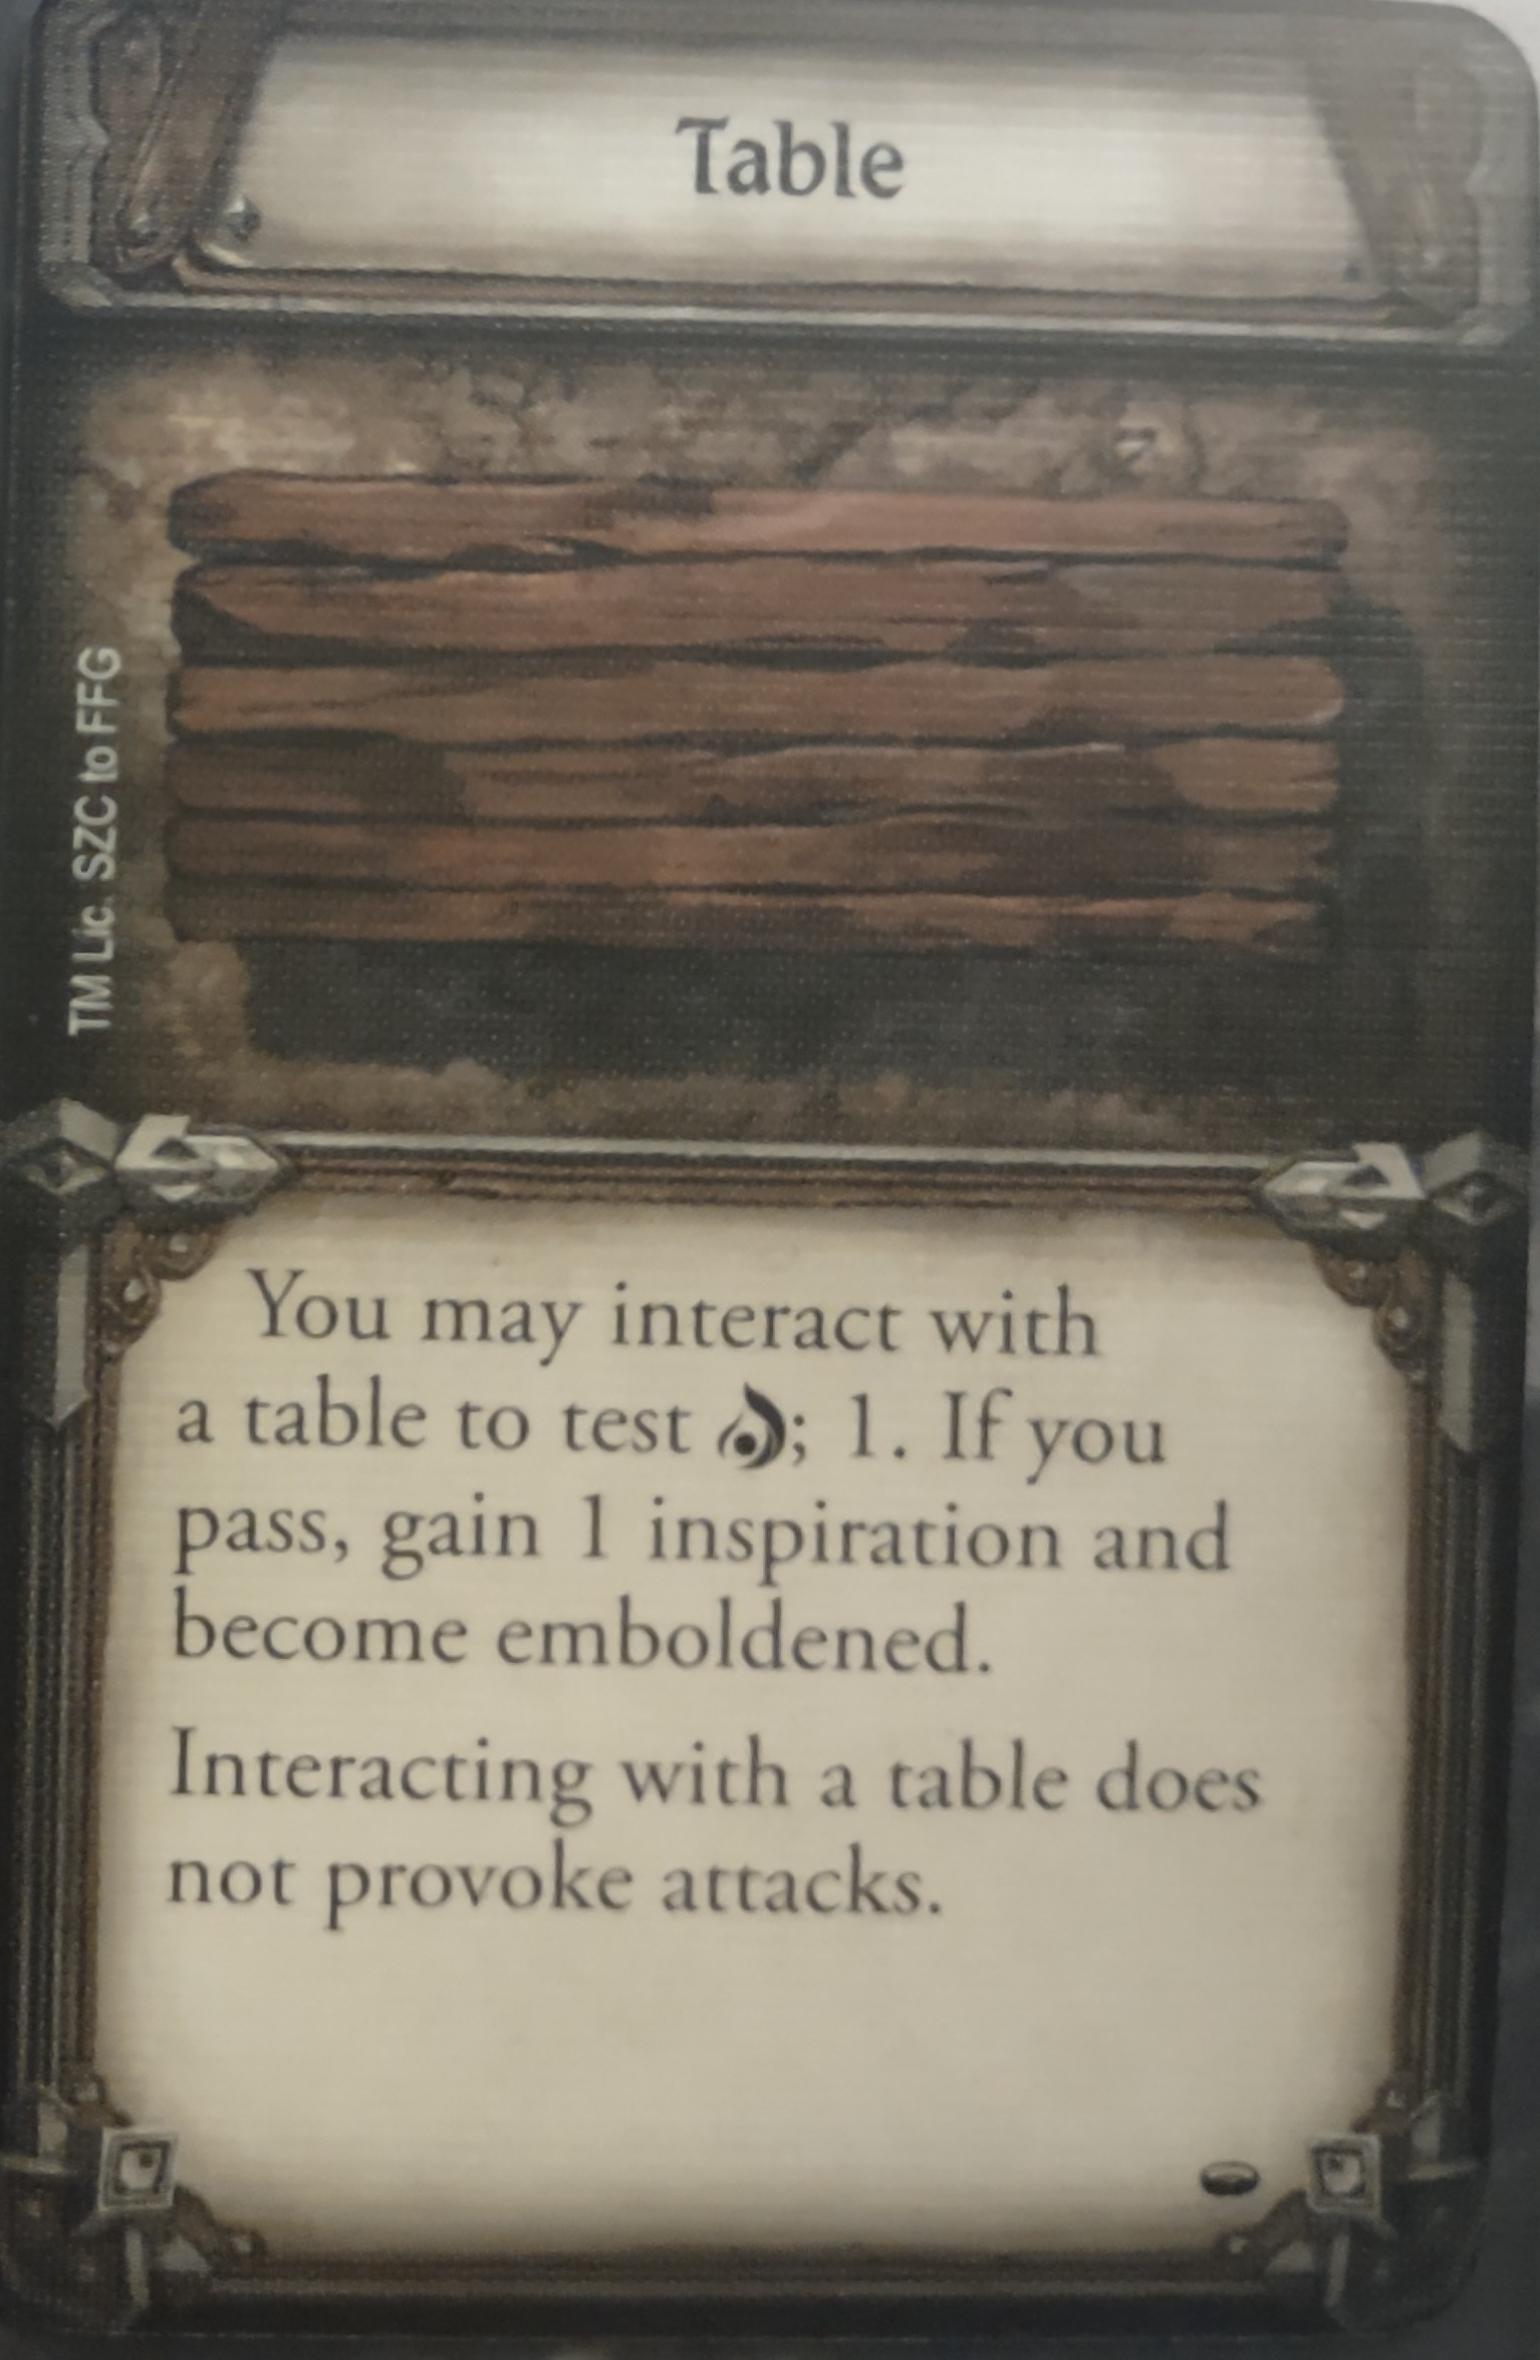 Table
TM Lic. SZC to FFG
You may interact with
a table to test ; 1. If you
pass, gain 1 inspiration and
become emboldened.
Interacting with a table does
not provoke attacks.